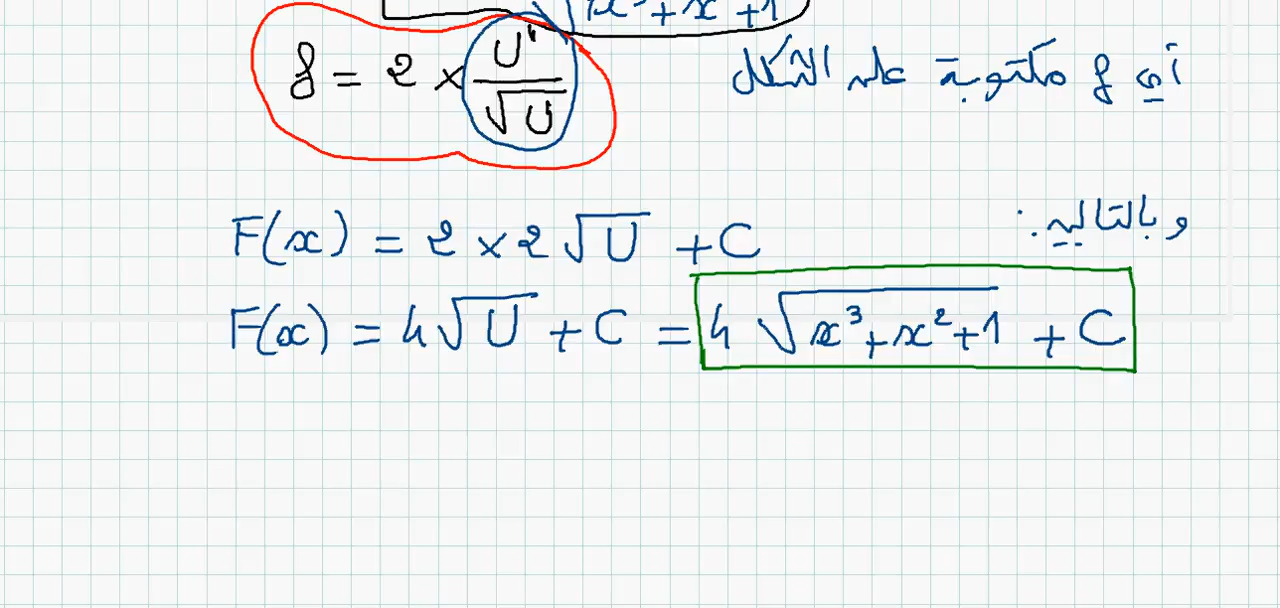 أي f مكتوبة على الشكل
f = 2 × U' / √U
وبالتالي:
F(x) = 2 × 2 √U + C
F(x) = 4 √U + C = 4 √x³+x²+1 + C